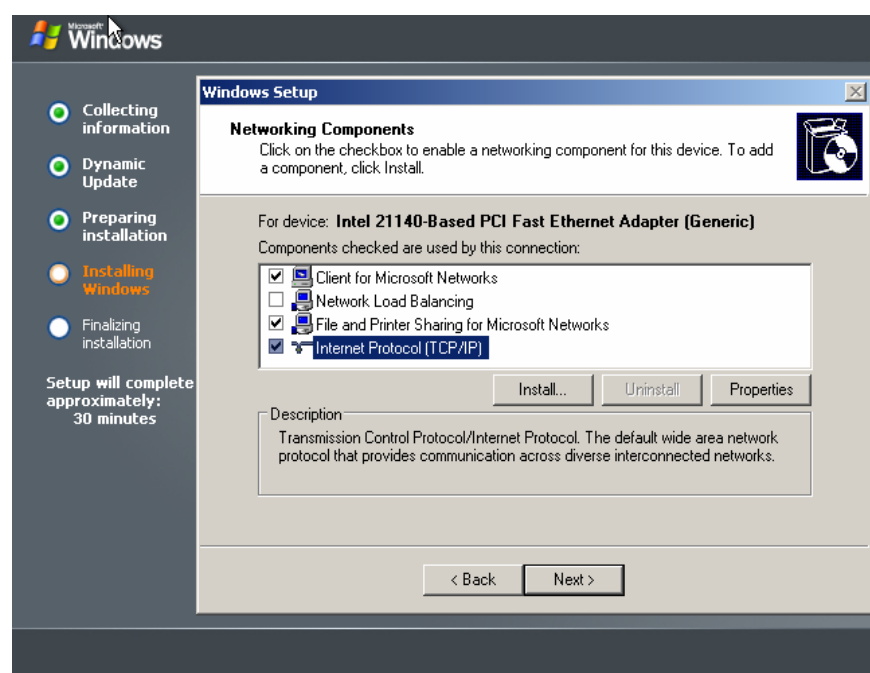 Microsoft
Windows
Collecting
information
Dynamic
Update
Preparing
installation
Installing
Windows
Finalizing
installation
Setup will complete
approximately:
30 minutes
Windows Setup
Networking Components
Click on the checkbox to enable a networking component for this device. To add
a component, click Install.
For device: Intel 21140-Based PCI Fast Ethernet Adapter (Generic)
Components checked are used by this connection:
Client for Microsoft Networks
Network Load Balancing
File and Printer Sharing for Microsoft Networks
Internet Protocol (TCP/IP)
Install...
Uninstall
Properties
Description
Transmission Control Protocol/Internet Protocol. The default wide area network
protocol that provides communication across diverse interconnected networks.
< Back
Next >